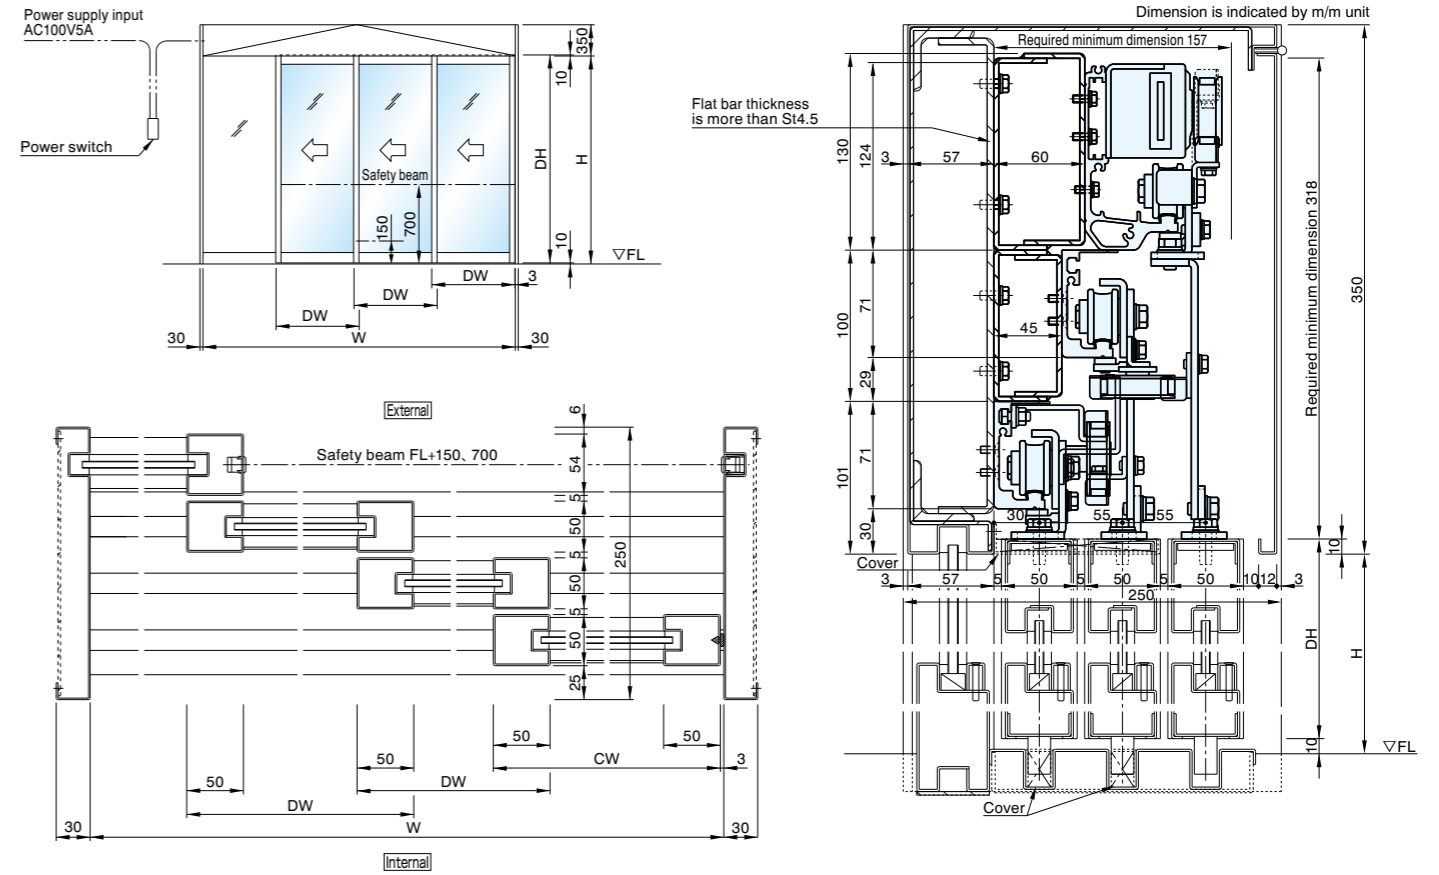 Power supply input
AC100V5A
Power switch
Safety beam
150
700
10
10
350
DH
H
▽FL
DW
DW
DW
3
30
W
30
External
Safety beam FL+150、700
6
54
5
50
5
50
5
50
25
250
50
50
50
50
CW
3
DW
DW
30
W
30
Internal
Dimension is indicated by m/m unit
Required minimum dimension 157
Flat bar thickness
is more than St4.5
3
57
60
130
124
100
71
45
29
101
71
30
30
55
55
Required minimum dimension 318
350
10
Cover
3
57
5
50
5
50
5
50
10
12
3
250
DH
H
10
▽FL
Cover